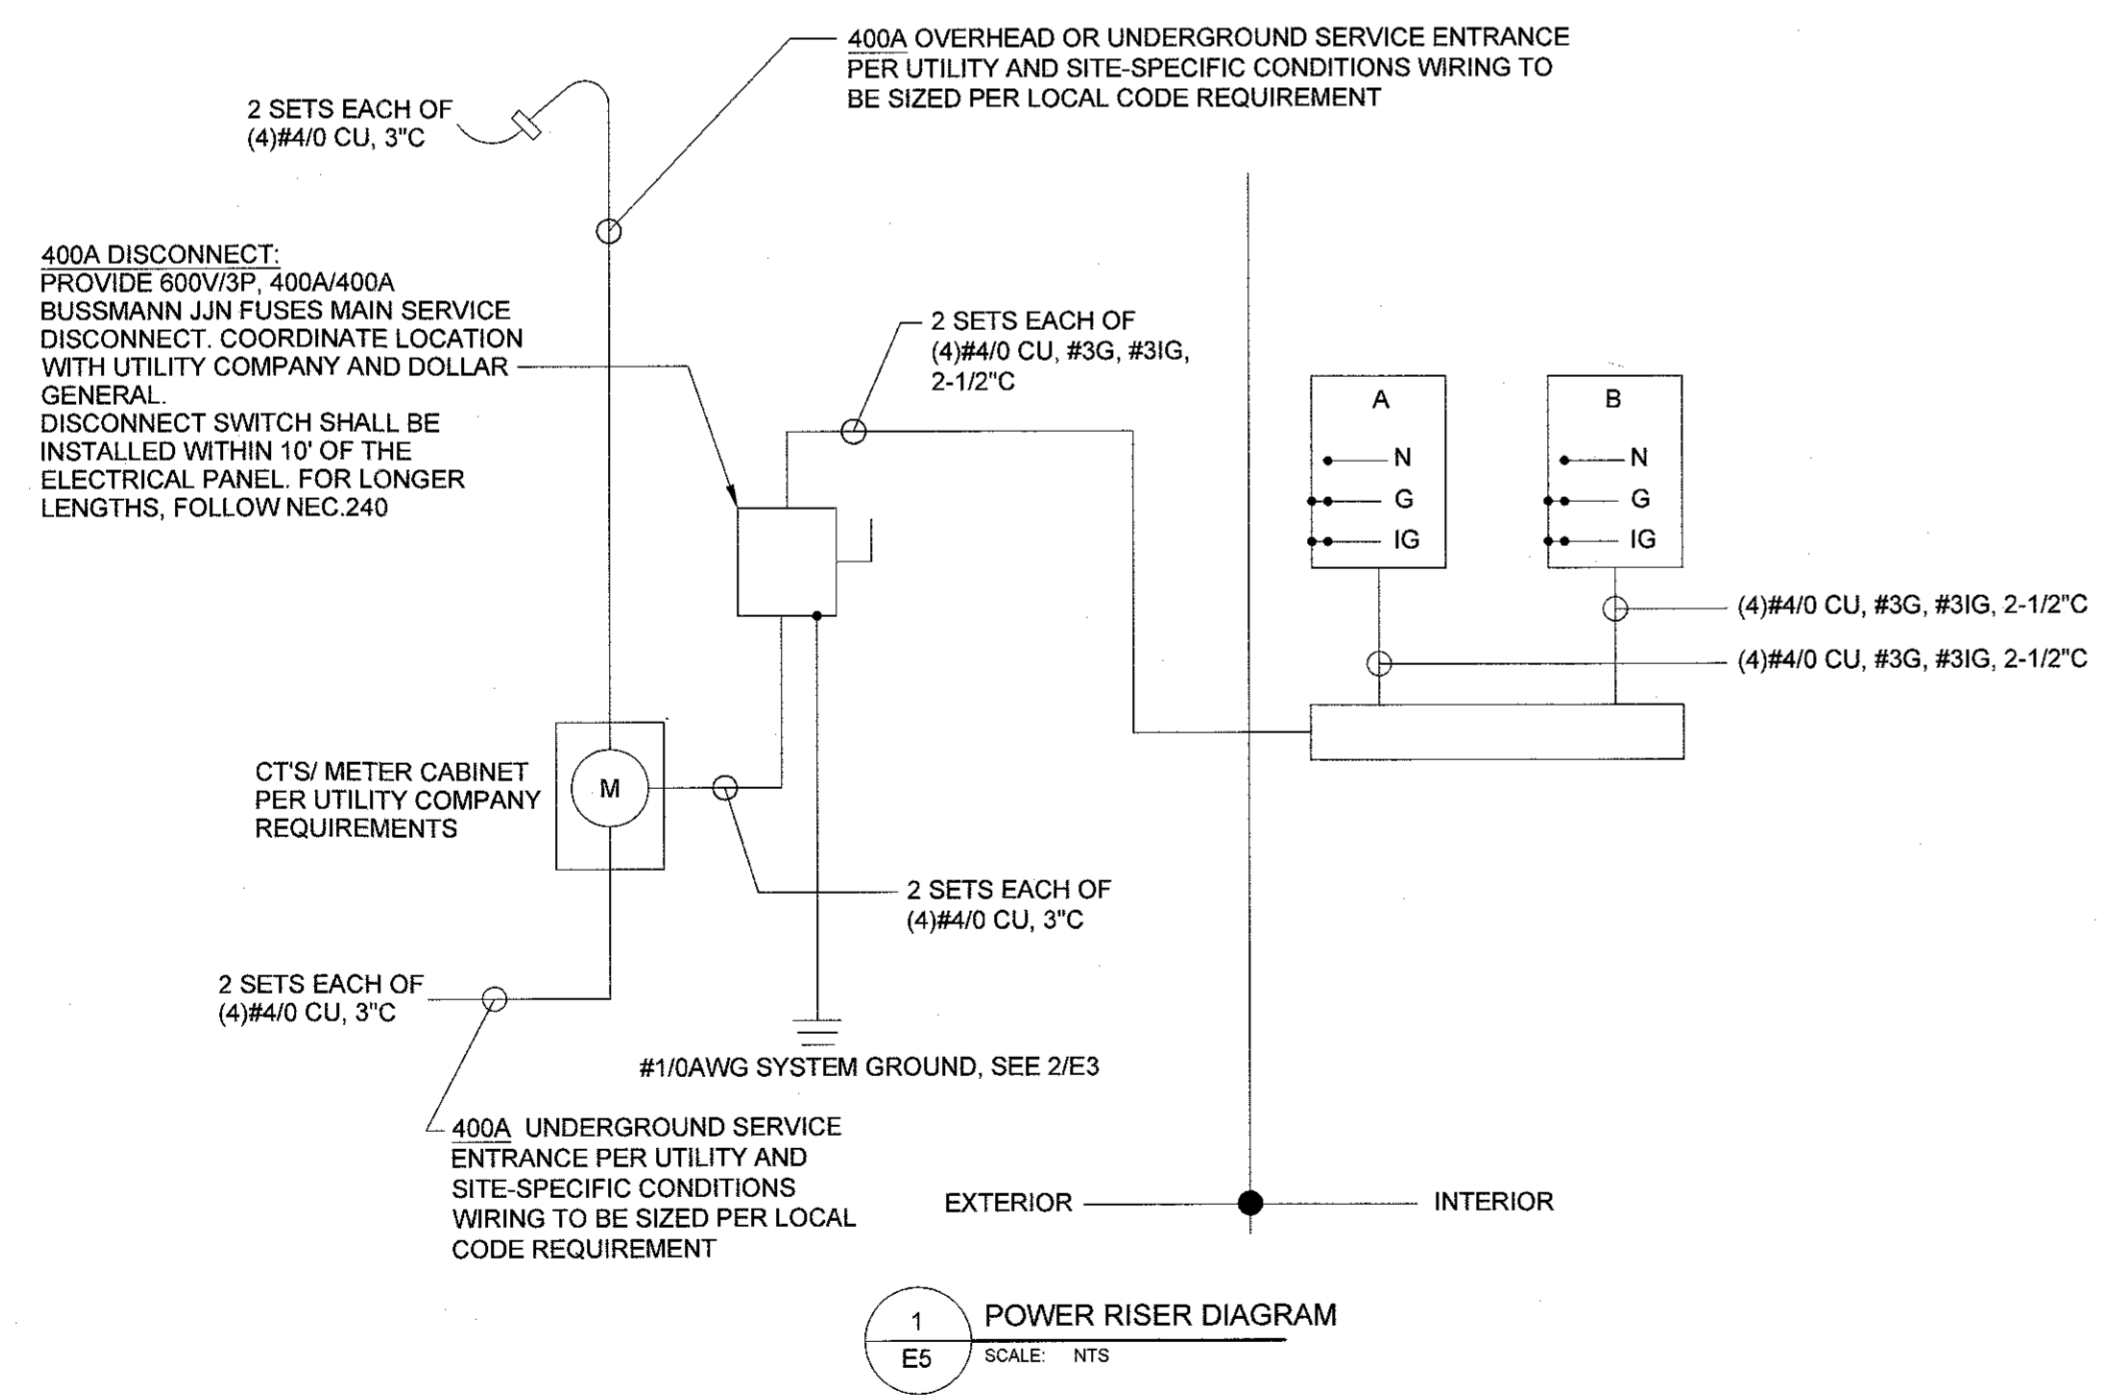 400A OVERHEAD OR UNDERGROUND SERVICE ENTRANCE
PER UTILITY AND SITE-SPECIFIC CONDITIONS WIRING TO
BE SIZED PER LOCAL CODE REQUIREMENT
2 SETS EACH OF
(4)#4/0 CU, 3"C
400A DISCONNECT:
PROVIDE 600V/3P, 400A/400A
BUSSMANN JJN FUSES MAIN SERVICE
DISCONNECT. COORDINATE LOCATION
WITH UTILITY COMPANY AND DOLLAR
GENERAL.
DISCONNECT SWITCH SHALL BE
INSTALLED WITHIN 10' OF THE
ELECTRICAL PANEL. FOR LONGER
LENGTHS, FOLLOW NEC.240
2 SETS EACH OF
(4)#4/0 CU, #3G, #3IG,
2-1/2"C
A
N
G
IG
B
N
G
IG
(4)#4/0 CU, #3G, #3IG, 2-1/2"C
(4)#4/0 CU, #3G, #3IG, 2-1/2"C
CT'S/ METER CABINET
PER UTILITY COMPANY
REQUIREMENTS
M
2 SETS EACH OF
(4)#4/0 CU, 3"C
2 SETS EACH OF
(4)#4/0 CU, 3"C
#1/0AWG SYSTEM GROUND, SEE 2/E3
400A UNDERGROUND SERVICE
ENTRANCE PER UTILITY AND
SITE-SPECIFIC CONDITIONS
WIRING TO BE SIZED PER LOCAL
CODE REQUIREMENT
EXTERIOR
INTERIOR
1
E5
POWER RISER DIAGRAM
SCALE: NTS